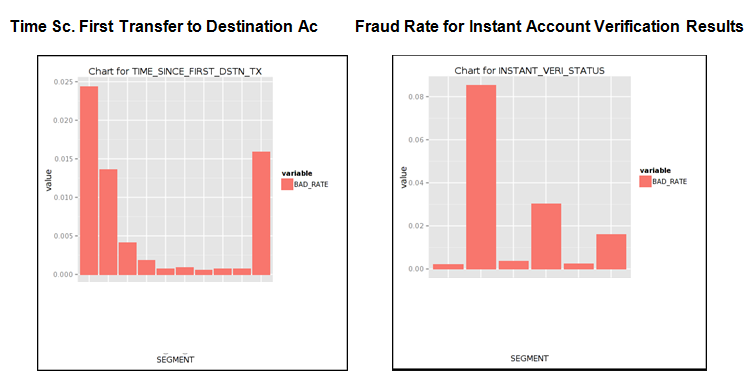 Time Sc. First Transfer to Destination Ac
Fraud Rate for Instant Account Verification Results
Chart for TIME_SINCE_FIRST_DSTN_TX
0.025
0.020
0.015
0.010
0.005
0.000
value
variable
BAD_RATE
SEGMENT
Chart for INSTANT_VERI_STATUS
0.08
0.06
0.04
0.02
0.00
value
variable
BAD_RATE
SEGMENT